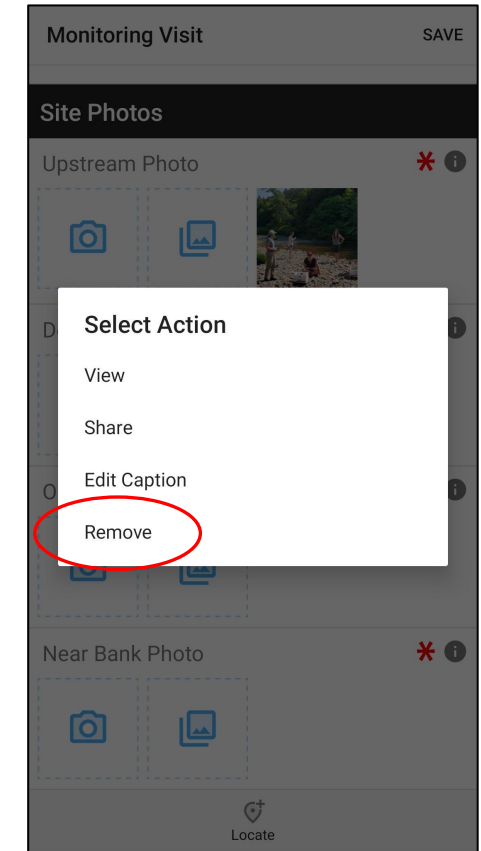 Monitoring Visit SAVE
Site Photos
Upstream Photo
D
Select Action
View
Share
Edit Caption
O
Remove
Near Bank Photo
Locate